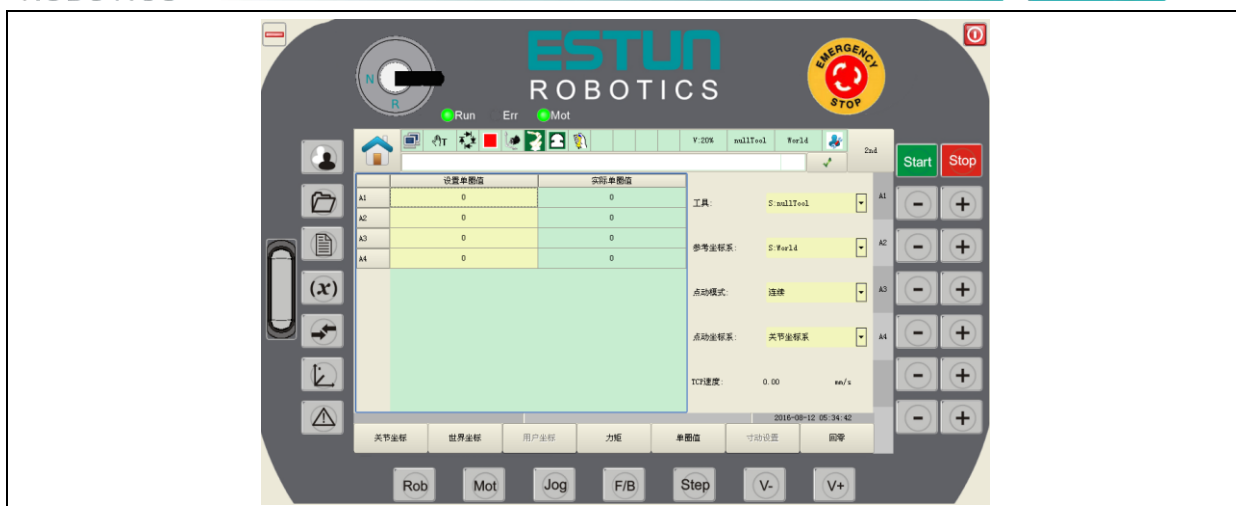 ROBOTICS
ESTUN
ROBOTICS
N
R
EMERGENCY
STOP
Run Err Mot
T
V:20% nullTool World
2nd
Start Stop
设置单圈值 实际单圈值
A1 0 0
A2 0 0
A3 0 0
A4 0 0
工具: S:nullTool
参考坐标系: S:World
点动模式: 连续
点动坐标系: 关节坐标系
TCP速度: 0.00 mm/s
A1
A2
A3
A4
(x)
2016-08-12 05:34:42
关节坐标 世界坐标 用户坐标 力矩 单圈值 寸动设置 回零
Rob Mot Jog F/B Step V- V+